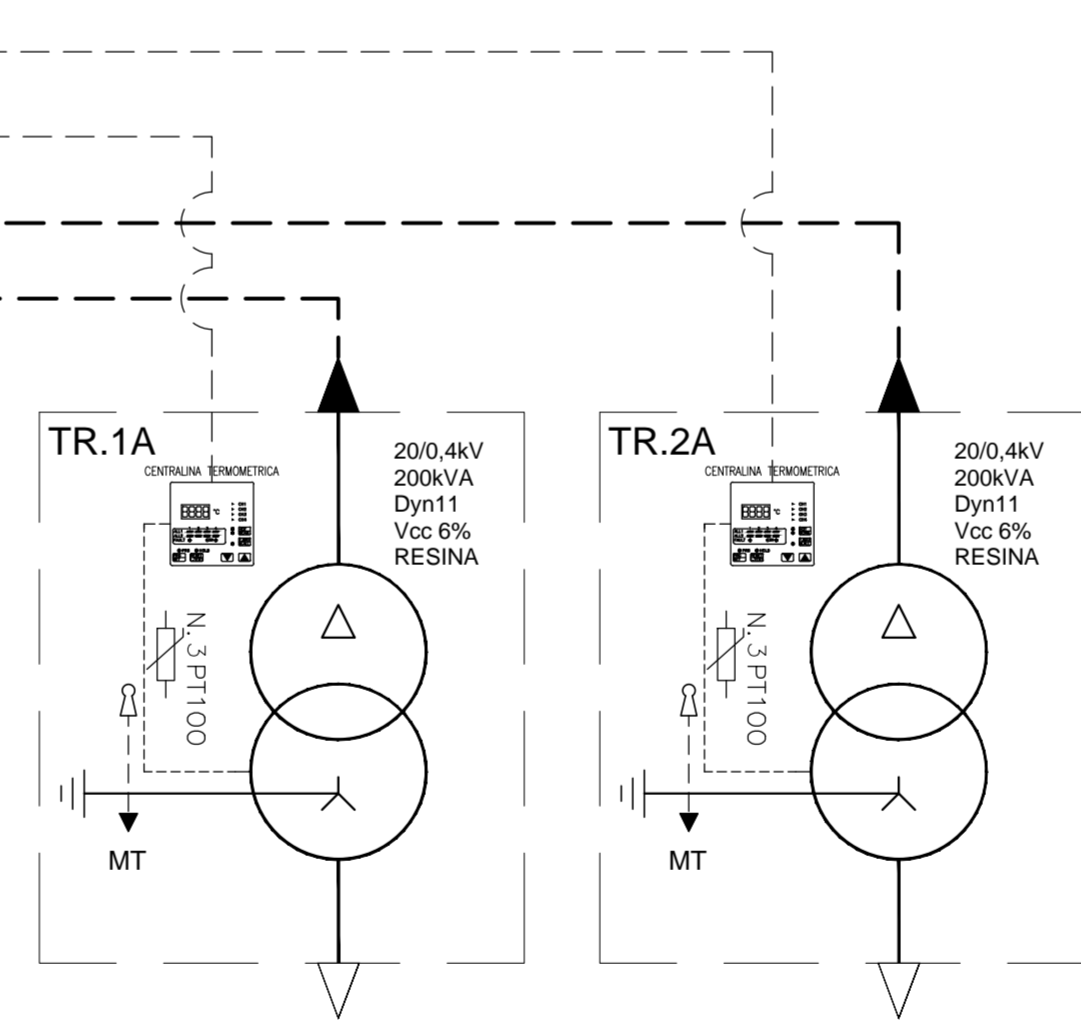 TR.1A
CENTRALINA TERMOMETRICA
°C
20/0,4kV
200kVA
Dyn11
Vcc 6%
RESINA
N.3PT100
MT
TR.2A
CENTRALINA TERMOMETRICA
°C
20/0,4kV
200kVA
Dyn11
Vcc 6%
RESINA
N.3PT100
MT